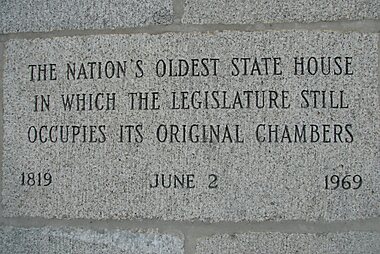 THE NATION'S OLDEST STATE HOUSE
IN WHICH THE LEGISLATURE STILL
OCCUPIES ITS ORIGINAL CHAMBERS
1819 JUNE 2 1969